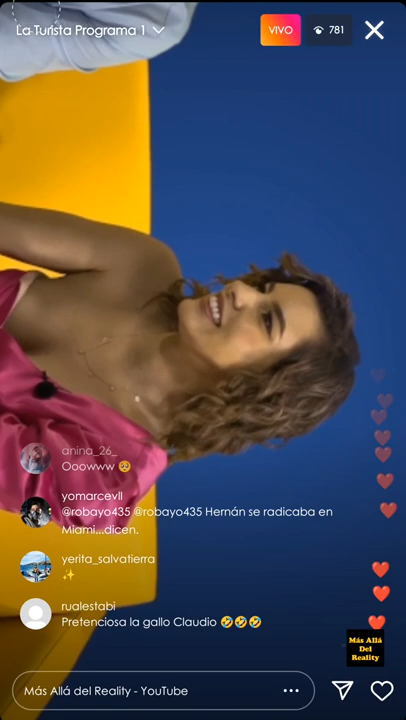 La Turista Programa 1
VIVO
781
anina_26_
Ooowww 🥺
yomarcevll
@robayo435 @robayo435 Hernán se radicaba en
Miami...dicen.
yerita_salvatierra
✨
rualestabi
Pretenciosa la gallo Claudio 🤣🤣🤣
Más Allá
Del
Reality
Más Allá del Reality - YouTube